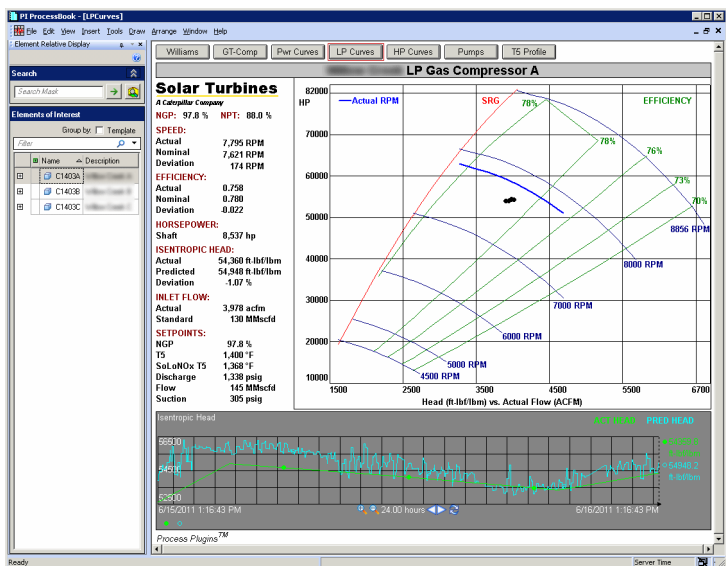 PI ProcessBook - [LPCurves]
File Edit View Insert Tools Draw Arrange Window Help
Element Relative Display
Search
Search Mask
Elements of Interest
Group by: Template
Filter
Name Description
C1403A
C1403B
C1403C
Williams GT-Comp Pwr Curves LP Curves HP Curves Pumps T5 Profile
LP Gas Compressor A
Solar Turbines
A Caterpillar Company
NGP: 97.8 % NPT: 88.0 %
SPEED:
Actual 7,795 RPM
Nominal 7,621 RPM
Deviation 174 RPM
EFFICIENCY:
Actual 0.758
Nominal 0.780
Deviation -0.022
HORSEPOWER:
Shaft 8,537 hp
ISENTROPIC HEAD:
Actual 54,360 ft-lbf/lbm
Predicted 54,948 ft-lbf/lbm
Deviation -1.07 %
INLET FLOW:
Actual 3,978 acfm
Standard 130 MMscfd
SETPOINTS:
NGP 97.8 %
T5 1,400 °F
SoLoNOx T5 1,368 °F
Discharge 1,338 psig
Flow 145 MMscfd
Suction 305 psig
82000
HP
Actual RPM
SRG
78%
EFFICIENCY
70000
78%
76%
60000
73%
70%
50000
8856 RPM
40000
8000 RPM
30000
7000 RPM
6000 RPM
20000
5000 RPM
4500 RPM
10000
1500 2500 3500 4500 5500 6700
Head (ft-lbf/lbm) vs. Actual Flow (ACFM)
Isentropic Head
ACT HEAD PRED HEAD
56500
54500
52500
ft-lbf/lbm
54948.2
ft-lbf/lbm
6/15/2011 1:16:43 PM 24.00 hours 6/16/2011 1:16:43 PM
Process Plugins™
Ready Server Time